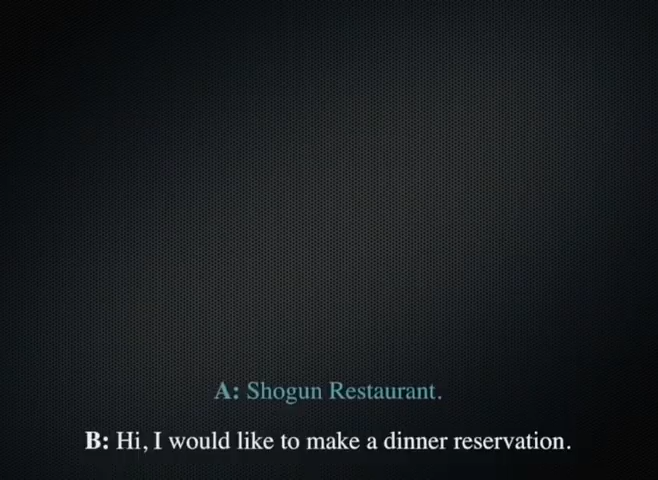 A: Shogun Restaurant.
B: Hi, I would like to make a dinner reservation.